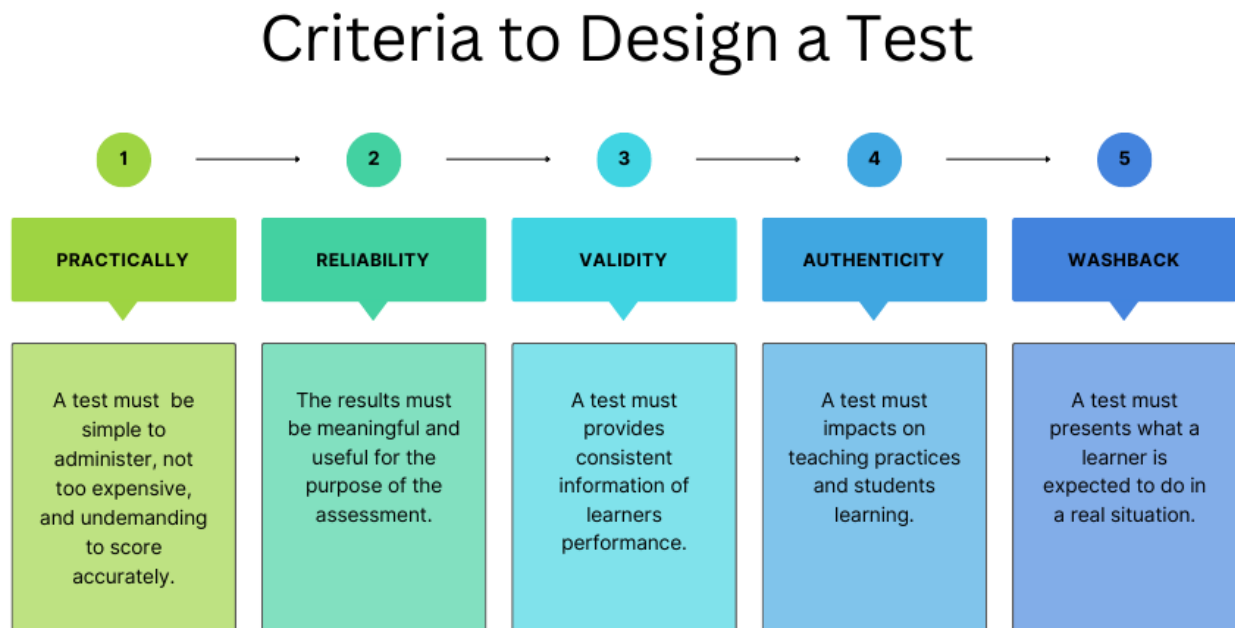 Criteria to Design a Test
1
2
3
4
5
PRACTICALLY
RELIABILITY
VALIDITY
AUTHENTICITY
WASHBACK
A test must be
simple to
administer, not
too expensive,
and undemanding
to score
accurately.
The results must
be meaningful and
useful for the
purpose of the
assessment.
A test must
provides
consistent
information of
learners
performance.
A test must
impacts on
teaching practices
and students
learning.
A test must
presents what a
learner is
expected to do in
a real situation.